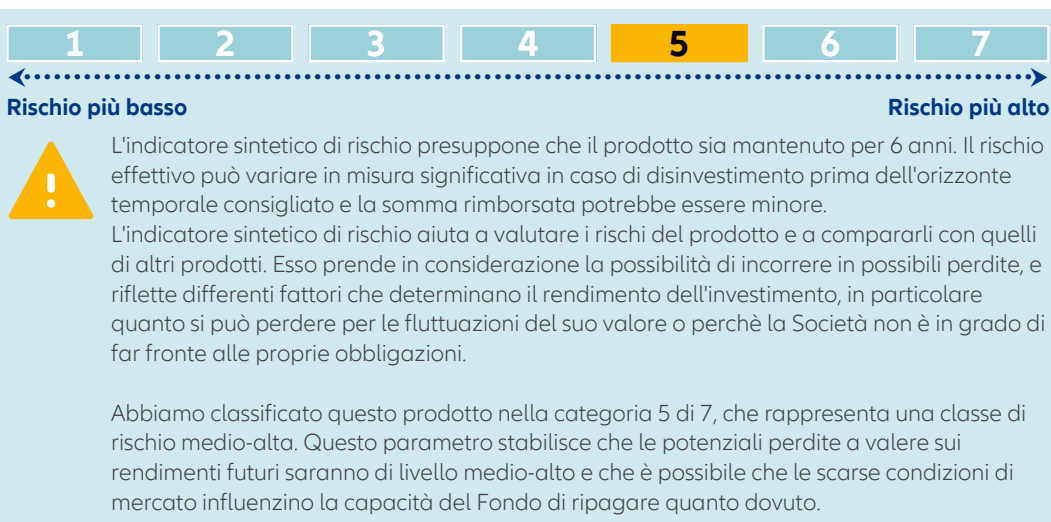 1 2 3 4 5 6 7
Rischio più basso Rischio più alto
L'indicatore sintetico di rischio presuppone che il prodotto sia mantenuto per 6 anni. Il rischio
effettivo può variare in misura significativa in caso di disinvestimento prima dell'orizzonte
temporale consigliato e la somma rimborsata potrebbe essere minore.
L'indicatore sintetico di rischio aiuta a valutare i rischi del prodotto e a compararli con quelli
di altri prodotti. Esso prende in considerazione la possibilità di incorrere in possibili perdite, e
riflette differenti fattori che determinano il rendimento dell'investimento, in particolare
quanto si può perdere per le fluttuazioni del suo valore o perchè la Società non è in grado di
far fronte alle proprie obbligazioni.
Abbiamo classificato questo prodotto nella categoria 5 di 7, che rappresenta una classe di
rischio medio-alta. Questo parametro stabilisce che le potenziali perdite a valere sui
rendimenti futuri saranno di livello medio-alto e che è possibile che le scarse condizioni di
mercato influenzino la capacità del Fondo di ripagare quanto dovuto.